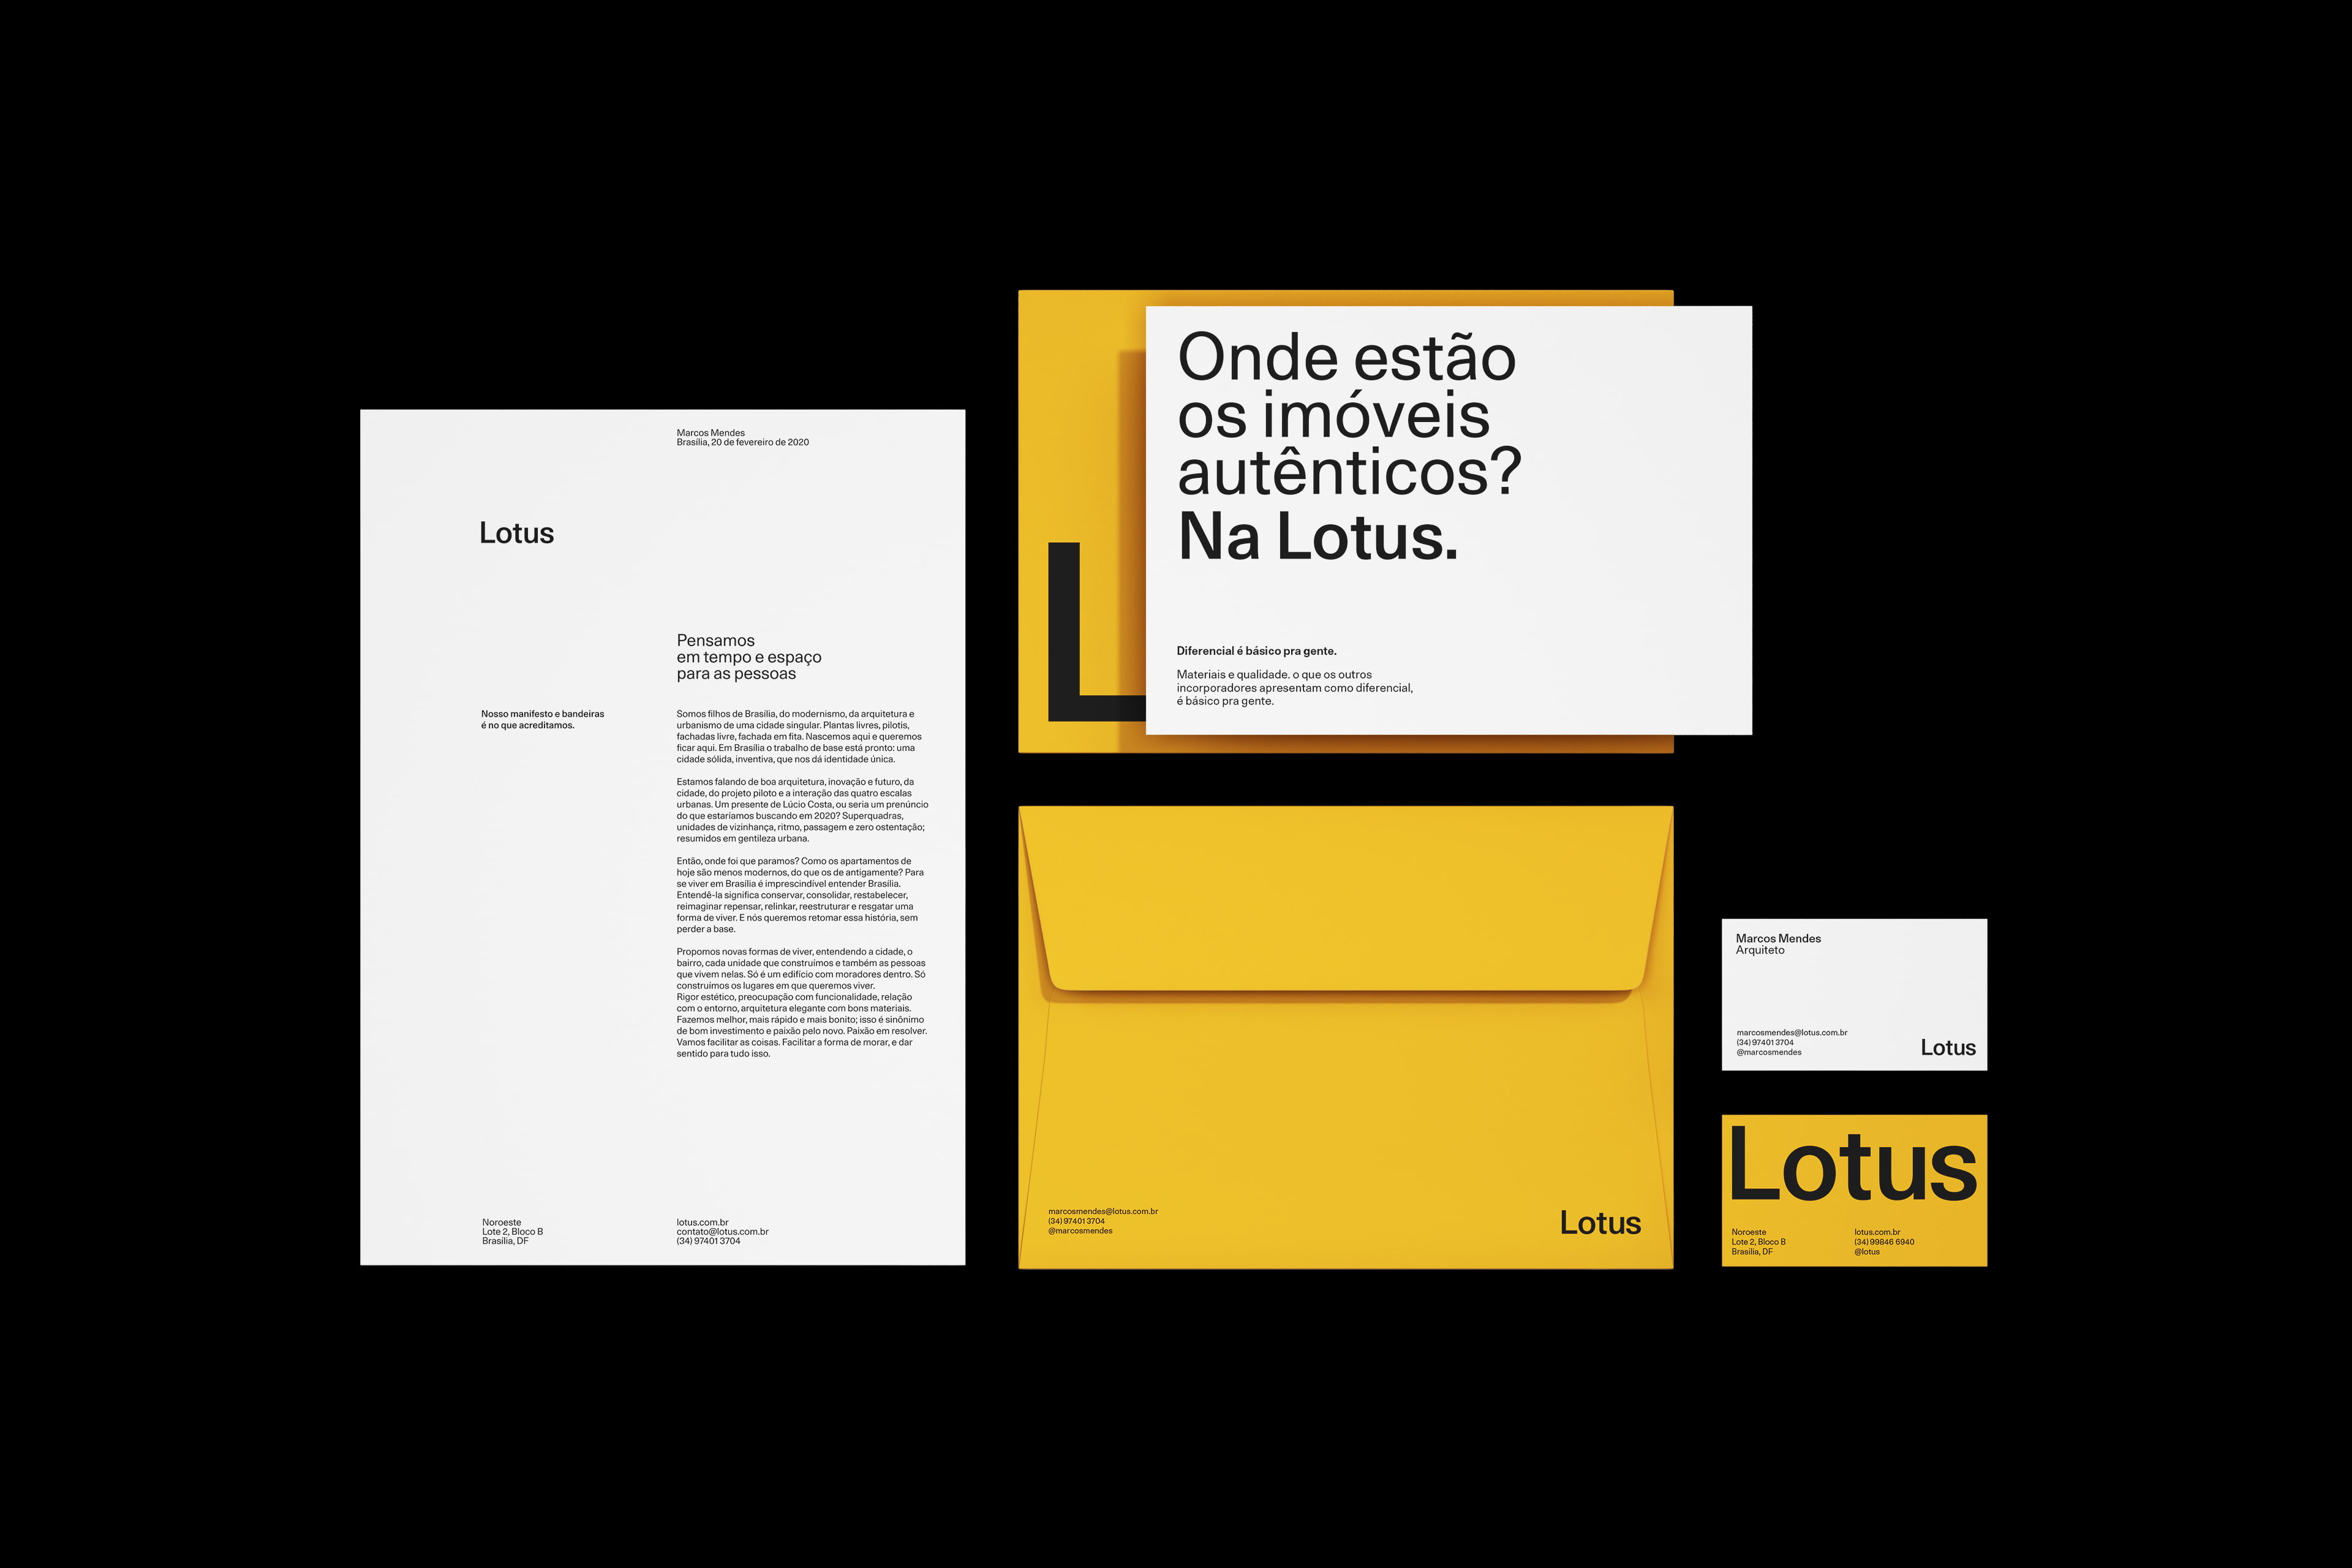 Marcos Mendes
Brasília, 20 de fevereiro de 2020
Lotus
Pensamos
em tempo e espaço
para as pessoas
Nosso manifesto e bandeiras
é no que acreditamos.
Somos filhos de Brasília, do modernismo, da arquitetura e
urbanismo de uma cidade singular. Plantas livres, pilotis,
fachadas livre, fachada em fita. Nascemos aqui e queremos
ficar aqui. Em Brasília o trabalho de base está pronto: uma
cidade sólida, inventiva, que nos dá identidade única.
Estamos falando de boa arquitetura, inovação e futuro, da
cidade, do projeto piloto e a interação das quatro escalas
urbanas. Um presente de Lúcio Costa, ou seria um prenúncio
do que estaríamos buscando em 2020? Superquadras,
unidades de vizinhança, ritmo, passagem e zero ostentação;
resumidos em gentileza urbana.
Então, onde foi que paramos? Como os apartamentos de
hoje são menos modernos, do que os de antigamente? Para
se viver em Brasília é imprescindível entender Brasília.
Entendê-la significa conservar, consolidar, restabelecer,
reimaginar repensar, relinkar, reestruturar e resgatar uma
forma de viver. E nós queremos retomar essa história, sem
perder a base.
Propomos novas formas de viver, entendendo a cidade, o
bairro, cada unidade que construímos e também as pessoas
que vivem nelas. Só é um edifício com moradores dentro. Só
construímos os lugares em que queremos viver.
Rigor estético, preocupação com funcionalidade, relação
com o entorno, arquitetura elegante com bons materiais.
Fazemos melhor, mais rápido e mais bonito; isso é sinônimo
de bom investimento e paixão pelo novo. Paixão em resolver.
Vamos facilitar as coisas. Facilitar a forma de morar, e dar
sentido para tudo isso.
Noroeste
Lote 2, Bloco B
Brasília, DF
lotus.com.br
contato@lotus.com.br
(34) 97401 3704
L
Onde estão
os imóveis
autênticos?
Na Lotus.
Diferencial é básico pra gente.
Materiais e qualidade. o que os outros
incorporadores apresentam como diferencial,
é básico pra gente.
marcosmendes@lotus.com.br
(34) 97401 3704
@marcosmendes
Lotus
Marcos Mendes
Arquiteto
marcosmendes@lotus.com.br
(34) 97401 3704
@marcosmendes
Lotus
Lotus
Noroeste
Lote 2, Bloco B
Brasília, DF
lotus.com.br
(34) 99846 6940
@lotus